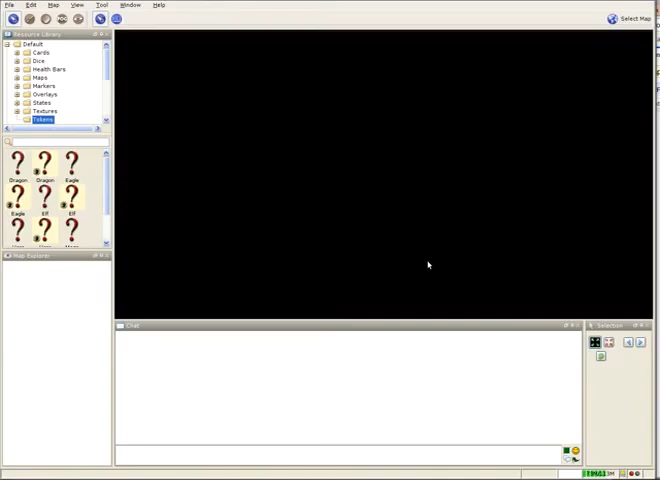 File Edit Map View Tool Window Help
Select Map
Resource Library
Default
Cards
Dice
Health Bars
Maps
Markers
Overlays
States
Textures
Tokens
Dragon Dragon Eagle
Eagle Elf Elf
Map Explorer
Chat
Selection